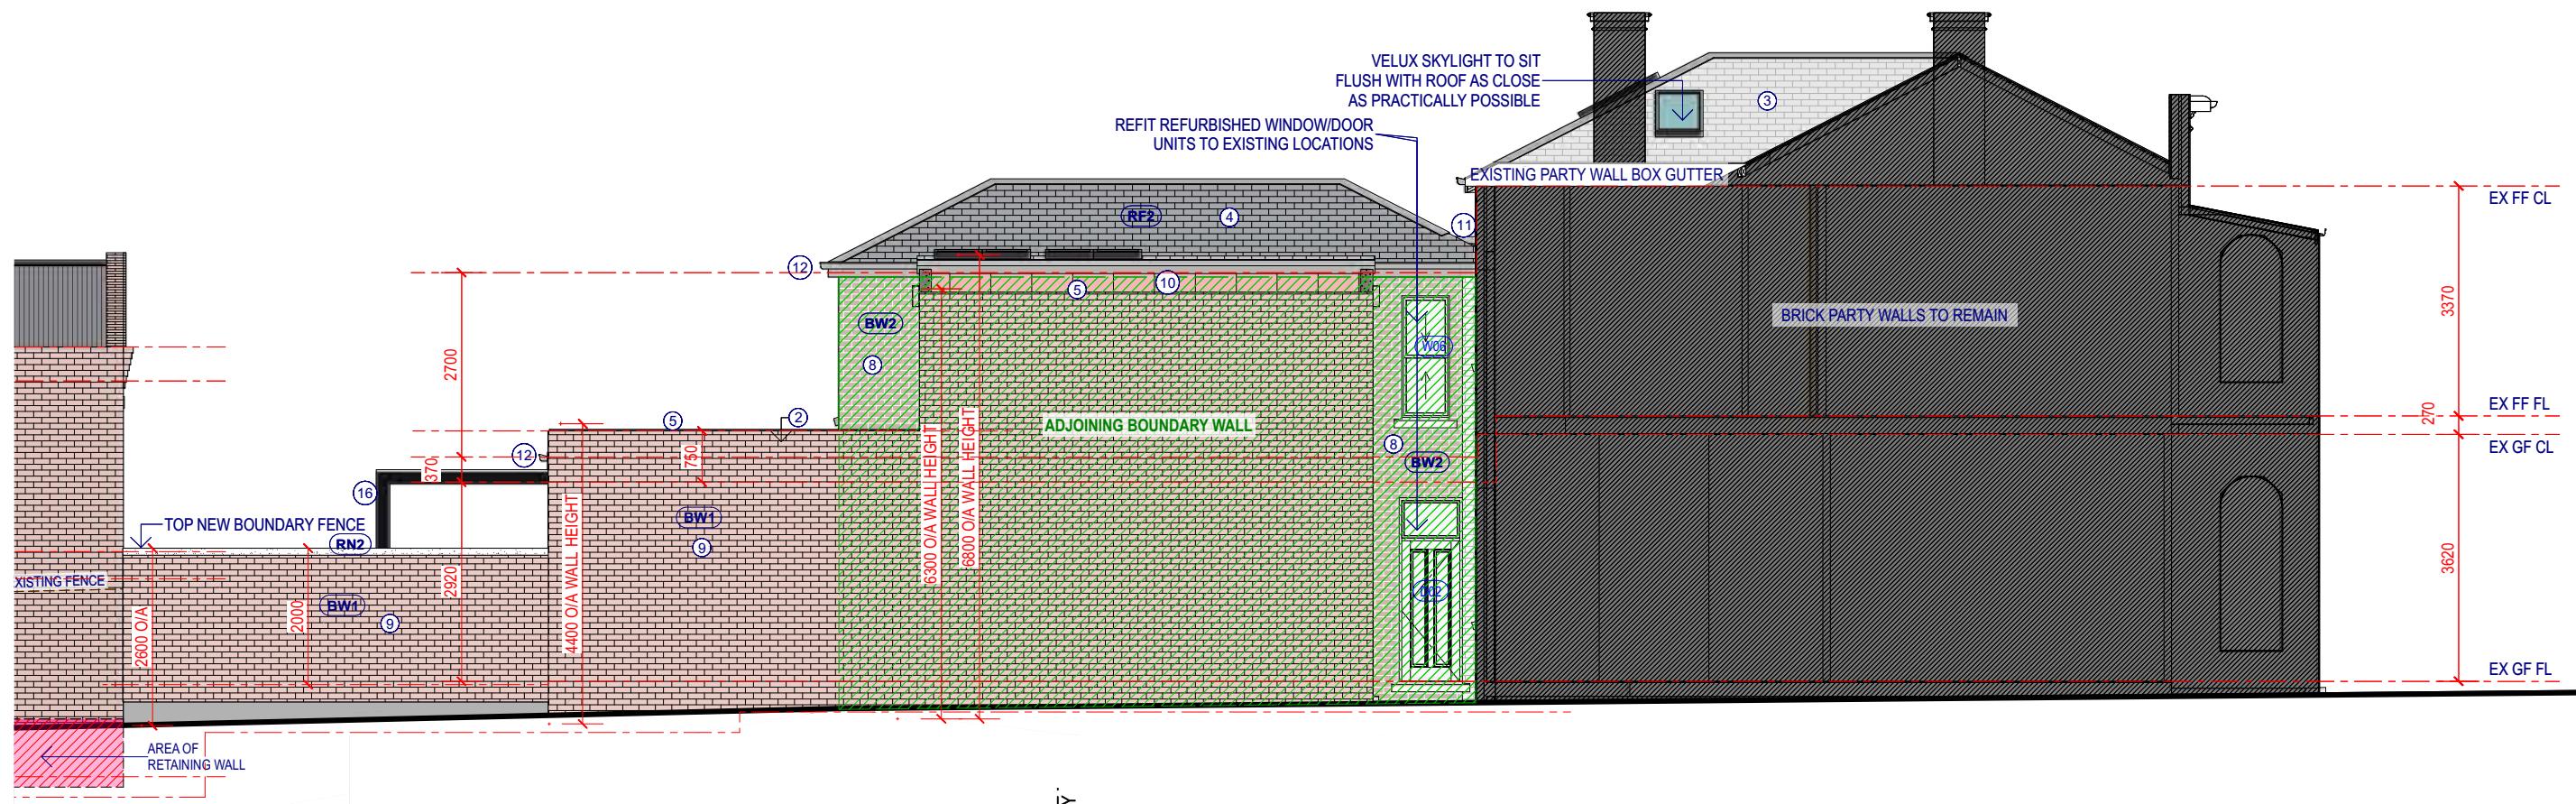 VELUX SKYLIGHT TO SIT
FLUSH WITH ROOF AS CLOSE
AS PRACTICALLY POSSIBLE
3
REFIT REFURBISHED WINDOW/DOOR
UNITS TO EXISTING LOCATIONS
EXISTING PARTY WALL BOX GUTTER
EX FF CL
RF2
4
11
12
5
10
BW2
8
W06
BRICK PARTY WALLS TO REMAIN
3370
2700
5
2
ADJOINING BOUNDARY WALL
EX FF FL
270
EX GF CL
8
BW2
12
370
750
16
TOP NEW BOUNDARY FENCE
RN2
BW1
9
4400 O/A WALL HEIGHT
6300 O/A WALL HEIGHT
6800 O/A WALL HEIGHT
3620
XISTING FENCE
D02
BW1
9
2600 O/A
2000
2920
EX GF FL
AREA OF
RETAINING WALL